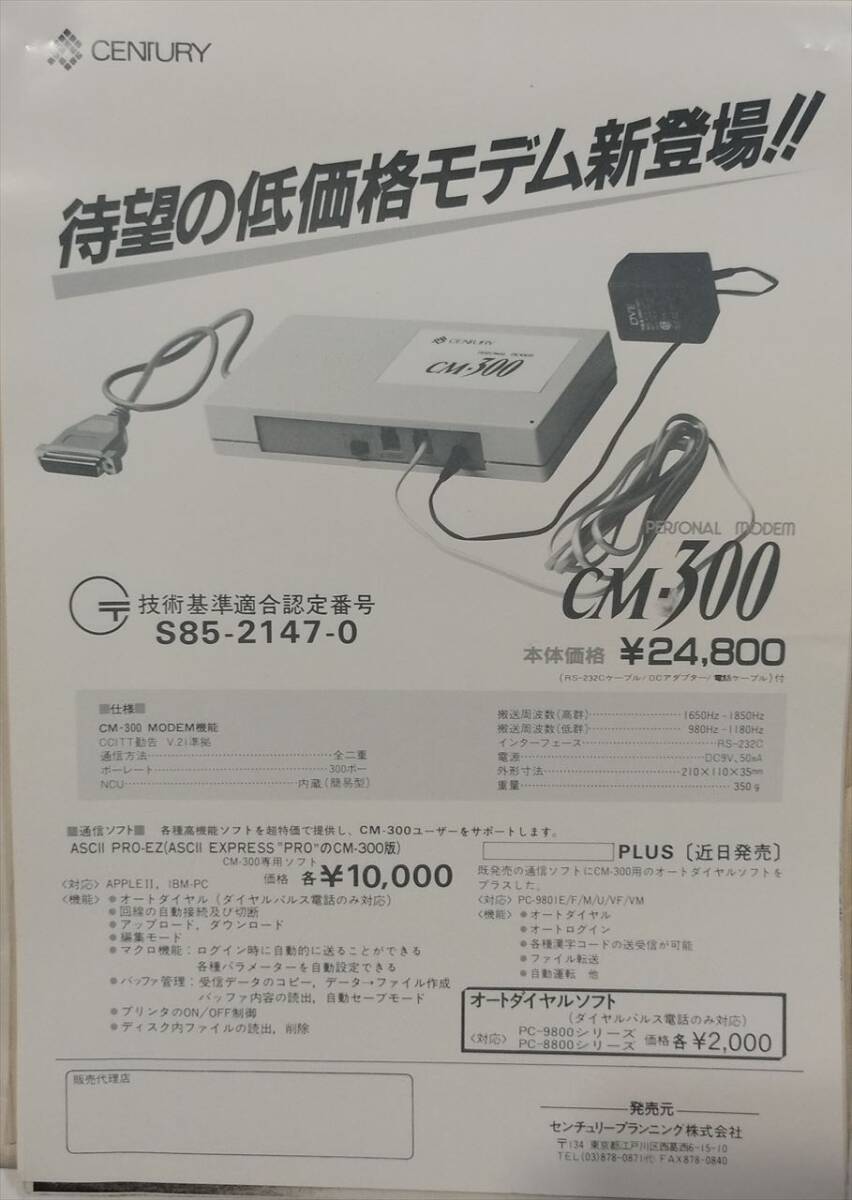 CENTURY
待望の低価格モデム新登場!!
DVE
CENTURY
PERSONAL MODEM
CM-300
PERSONAL MODEM
CM-300
技術基準適合認定番号
S85-2147-0
本体価格 ¥24,800
(RS-232Cケーブル/DCアダプター/電話ケーブル)付
■仕様■
CM-300 MODEM機能
CCITT勧告 V.21準拠
通信方法 全二重
ボーレート 300ボー
NCU 内蔵(簡易型)
搬送周波数(高群) 1650Hz-1850Hz
搬送周波数(低群) 980Hz-1180Hz
インターフェース RS-232C
電源 DC9V, 50mA
外形寸法 210×110×35mm
重量 350g
■通信ソフト■ 各種高機能ソフトを超特価で提供し、CM-300ユーザーをサポートします。
ASCII PRO-EZ(ASCII EXPRESS "PRO"のCM-300版)
CM-300専用ソフト
〈対応〉 APPLEII, IBM-PC 価格 各¥10,000
〈機能〉 ●オートダイヤル(ダイヤルパルス電話のみ対応)
●回線の自動接続及び切断
●アップロード, ダウンロード
●編集モード
●マクロ機能:ログイン時に自動的に送ることができる
各種パラメーターを自動設定できる
●バッファ管理:受信データのコピー, データ→ファイル作成
バッファ内容の読出, 自動セーブモード
●プリンタのON/OFF制御
●ディスク内ファイルの読出, 削除
PLUS〔近日発売〕
既発売の通信ソフトにCM-300用のオートダイヤルソフトを
プラスした。
〈対応〉 PC-9801E/F/M/U/VF/VM
〈機能〉 ●オートダイヤル
●オートログイン
●各種漢字コードの送受信が可能
●ファイル転送
●自動運転 他
オートダイヤルソフト
(ダイヤルパルス電話のみ対応)
〈対応〉 PC-9800シリーズ
PC-8800シリーズ 価格各¥2,000
販売代理店
発売元
センチュリープランニング株式会社
〒134 東京都江戸川区西葛西6-15-10
TEL(03)878-0871代 FAX878-0840